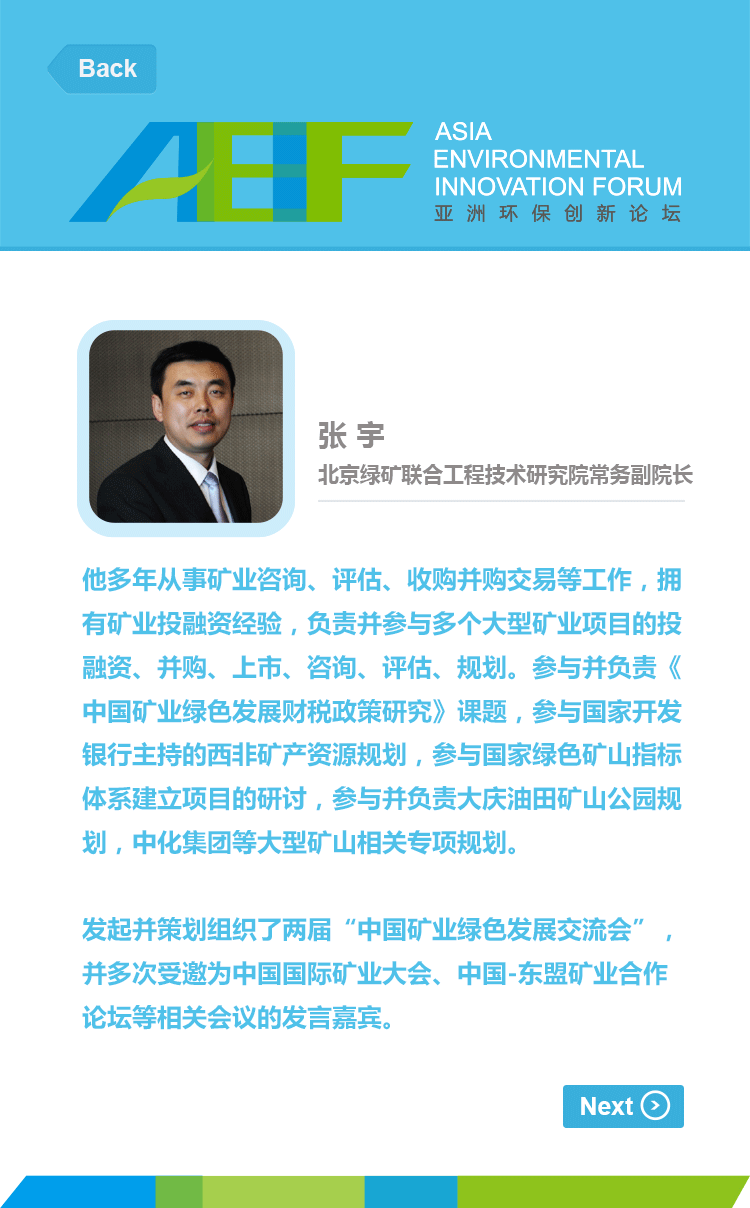 Back
AEIF
ASIA
ENVIRONMENTAL
INNOVATION FORUM
亚洲环保创新论坛
张 宇
北京绿矿联合工程技术研究院常务副院长
他多年从事矿业咨询、评估、收购并购交易等工作，拥
有矿业投融资经验，负责并参与多个大型矿业项目的投
融资、并购、上市、咨询、评估、规划。参与并负责《
中国矿业绿色发展财税政策研究》课题，参与国家开发
银行主持的西非矿产资源规划，参与国家绿色矿山指标
体系建立项目的研讨，参与并负责大庆油田矿山公园规
划，中化集团等大型矿山相关专项规划。
发起并策划组织了两届“中国矿业绿色发展交流会”，
并多次受邀为中国国际矿业大会、中国-东盟矿业合作
论坛等相关会议的发言嘉宾。
Next